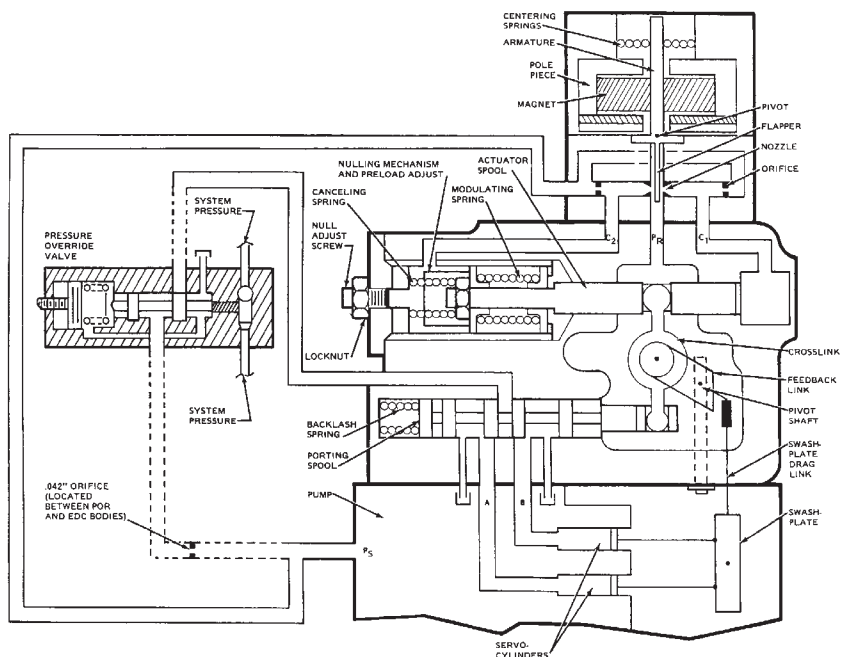 CENTERING
SPRINGS
ARMATURE
POLE
PIECE
MAGNET
PIVOT
FLAPPER
NOZZLE
ORIFICE
NULLING MECHANISM
AND PRELOAD ADJUST
ACTUATOR
SPOOL
CANCELING
SPRING
MODULATING
SPRING
NULL
ADJUST
SCREW
SYSTEM
PRESSURE
PRESSURE
OVERRIDE
VALVE
C2
PR
C1
LOCKNUT
CROSSLINK
FEEDBACK
LINK
PIVOT
SHAFT
SYSTEM
PRESSURE
BACKLASH
SPRING
PORTING
SPOOL
SWASH-
PLATE
DRAG
LINK
.042" ORIFICE
(LOCATED
BETWEEN POR
AND EDC BODIES)
PUMP
A
B
SWASH-
PLATE
PS
SERVO-
CYLINDERS